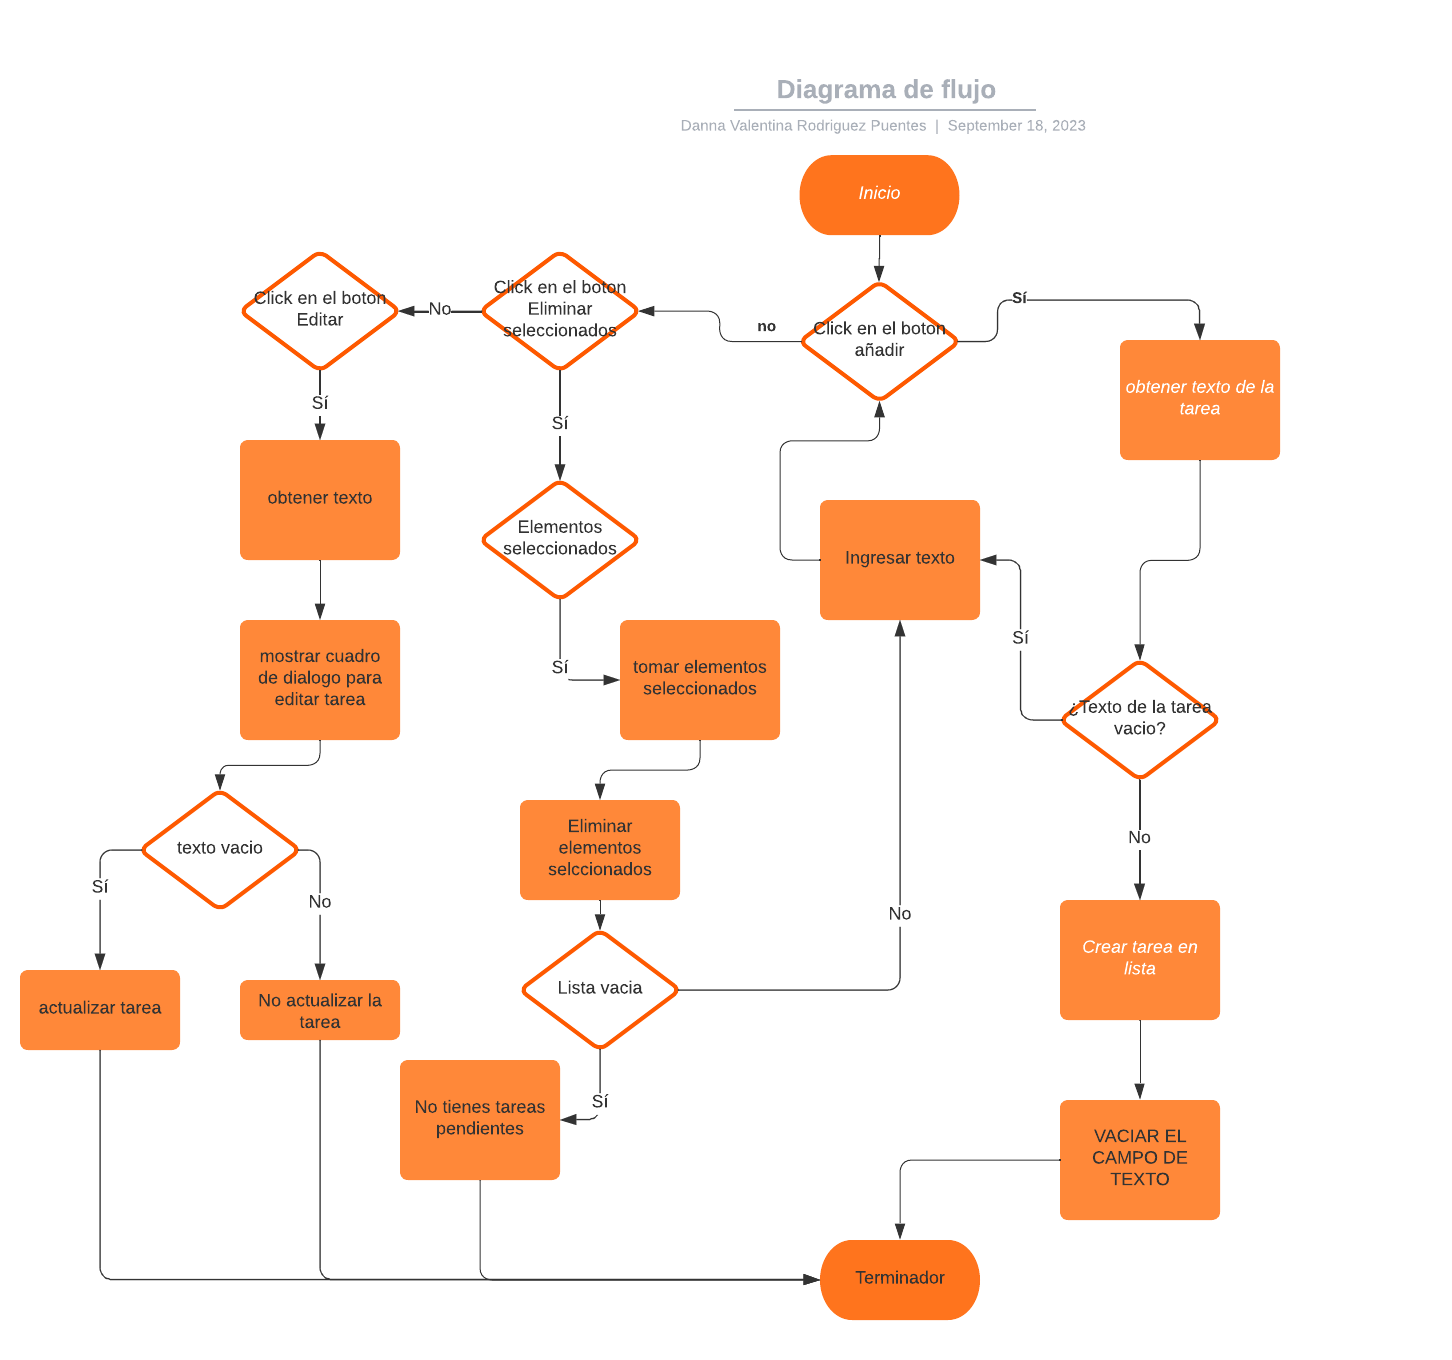 Diagrama de flujo
Danna Valentina Rodriguez Puentes | September 18, 2023
Inicio
Click en el boton
Editar
No
Click en el boton
Eliminar
seleccionados
no
Click en el boton
añadir
Sí
obtener texto de la
tarea
Sí
obtener texto
Sí
Elementos
seleccionados
Ingresar texto
Sí
mostrar cuadro
de dialogo para
editar tarea
Sí
tomar elementos
seleccionados
¿Texto de la tarea
vacio?
No
texto vacio
Sí
No
Eliminar
elementos
selccionados
No
Crear tarea en
lista
actualizar tarea
No actualizar la
tarea
Lista vacia
Sí
No tienes tareas
pendientes
VACIAR EL
CAMPO DE
TEXTO
Terminador